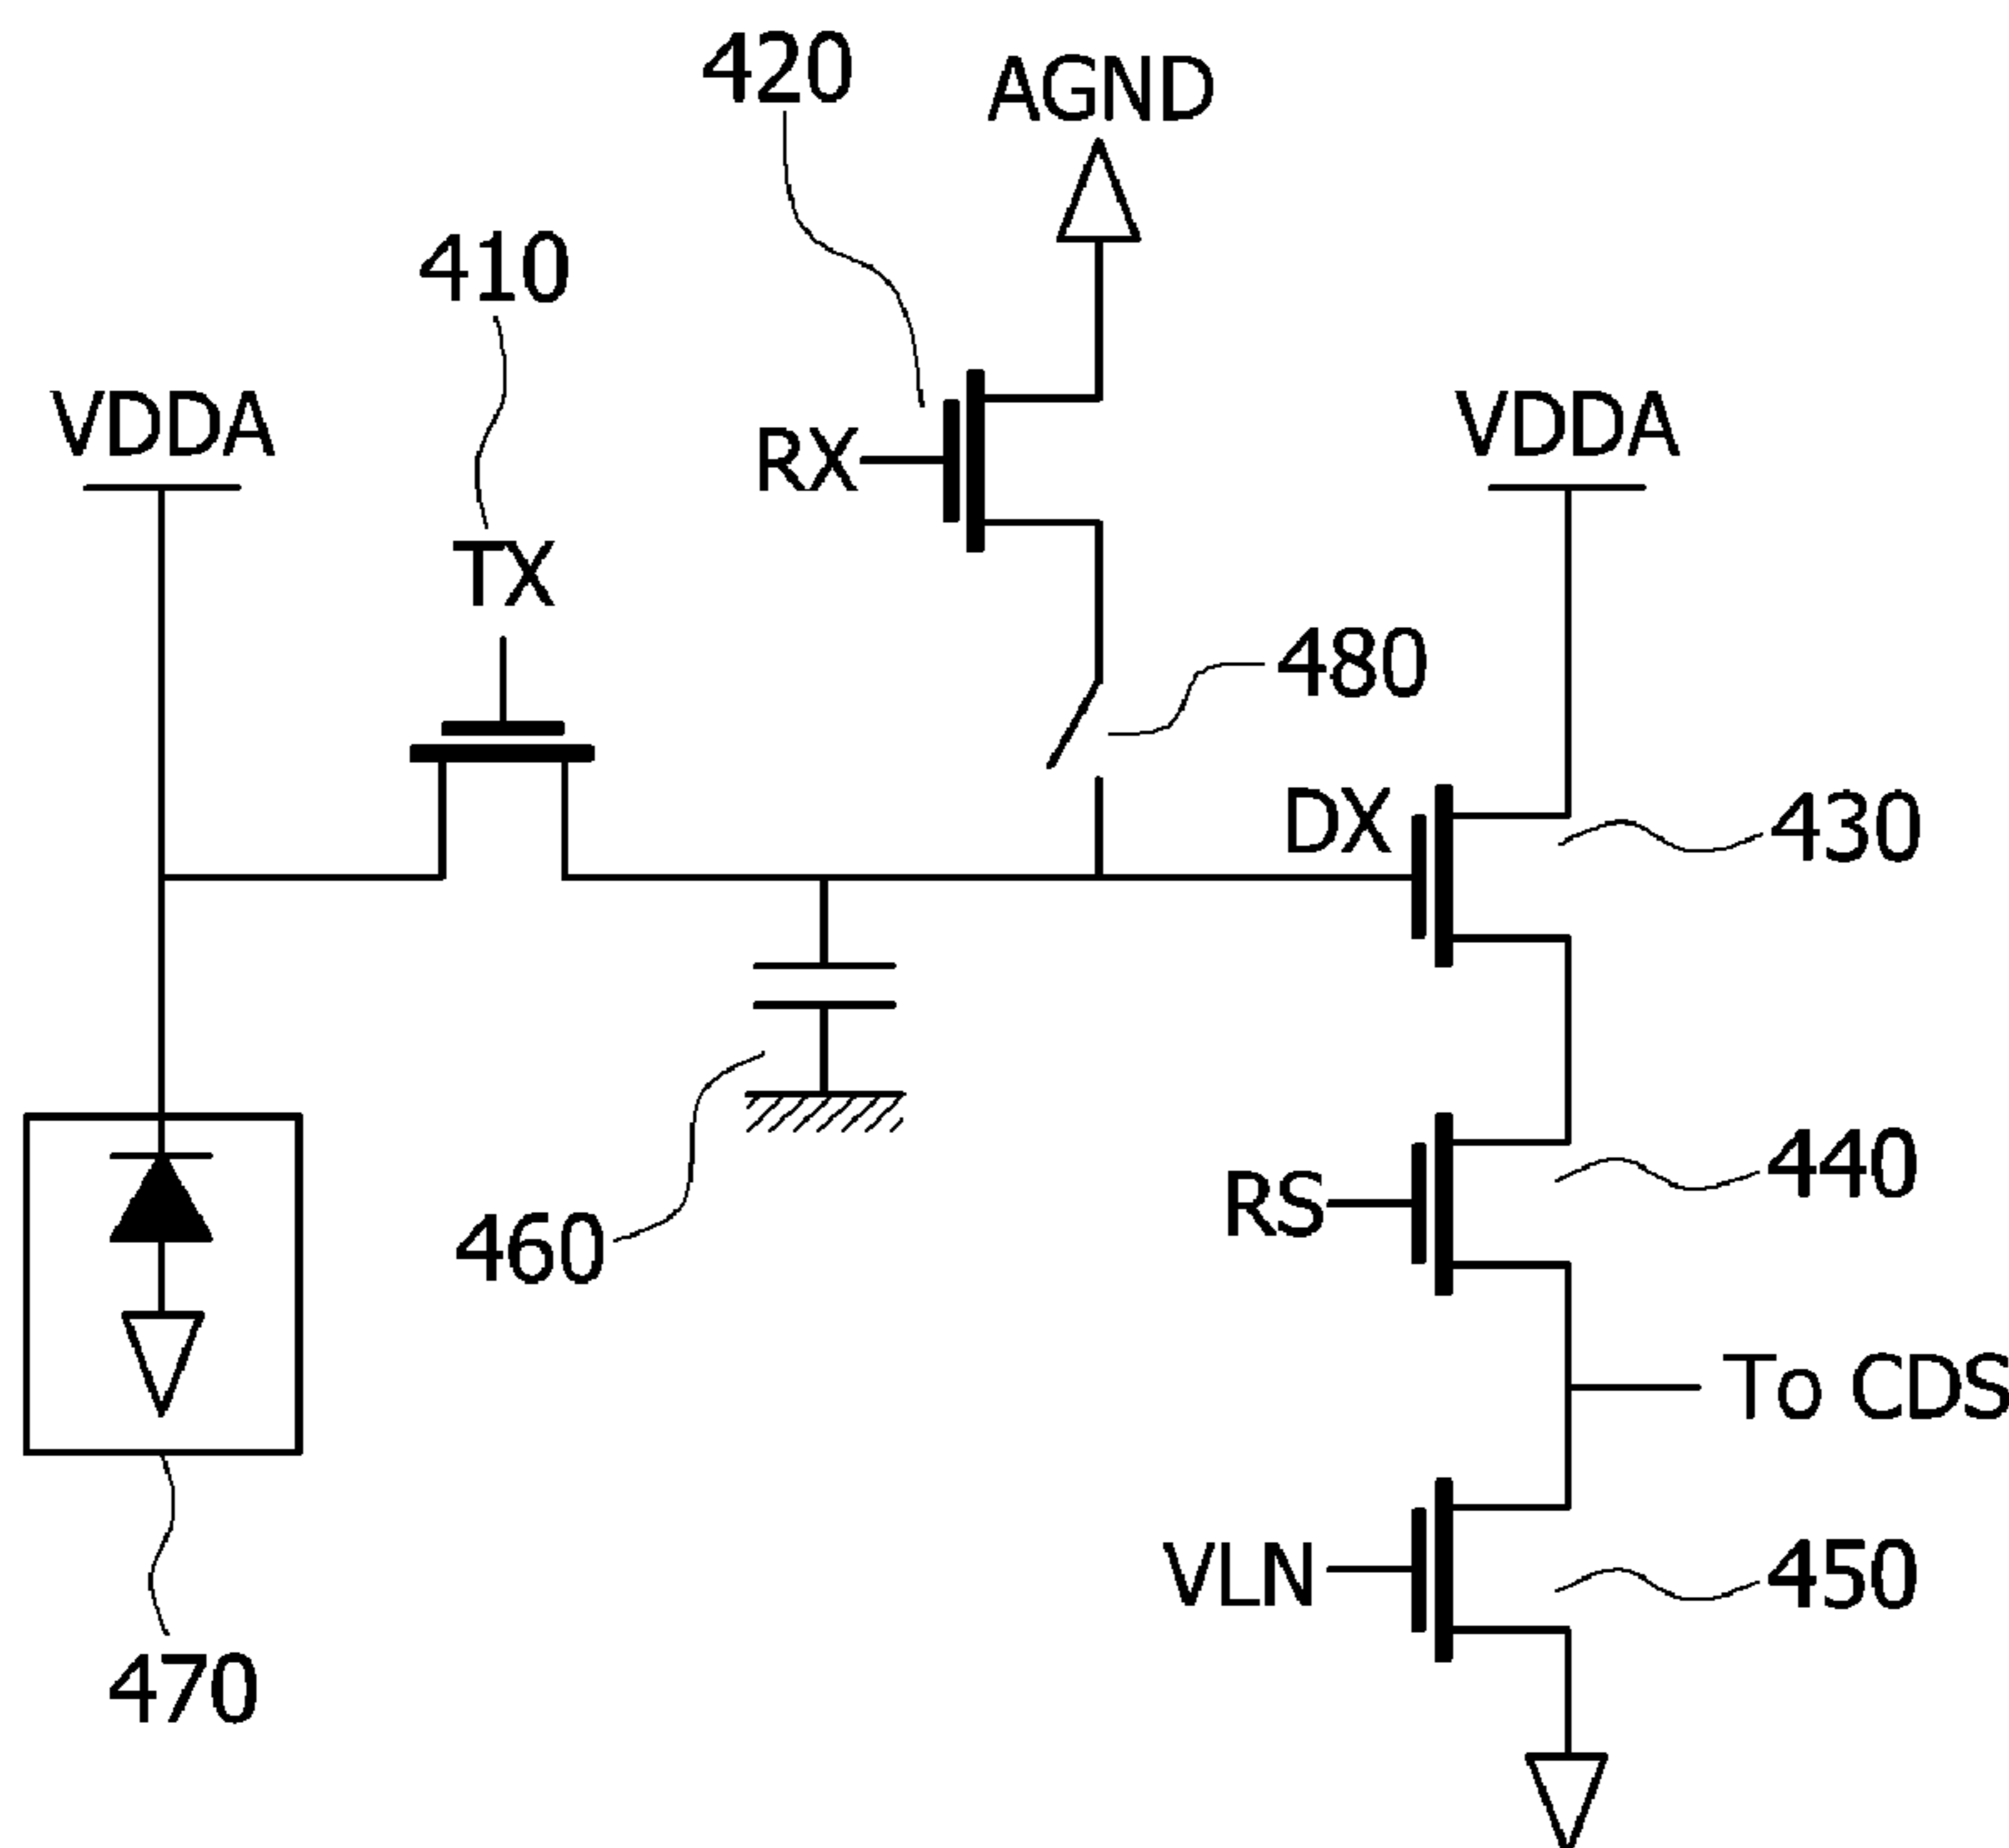 420
AGND
410
VDDA
RX
VDDA
TX
480
DX
430
460
RS
440
To CDS
470
VLN
450